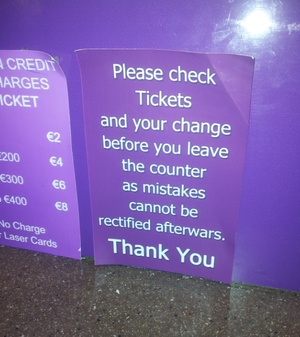 N CREDIT
HARGES
ICKET
€2
€200 €4
€300 €6
€400 €8
No Charge
r Laser Cards
Please check
Tickets
and your change
before you leave
the counter
as mistakes
cannot be
rectified afterwars.
Thank You